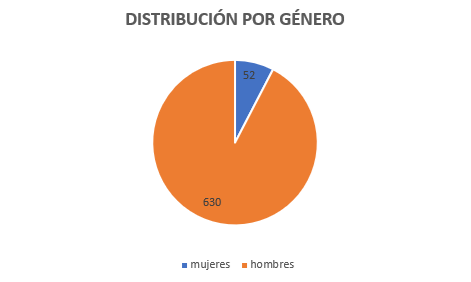 DISTRIBUCIÓN POR GÉNERO
52
630
mujeres hombres